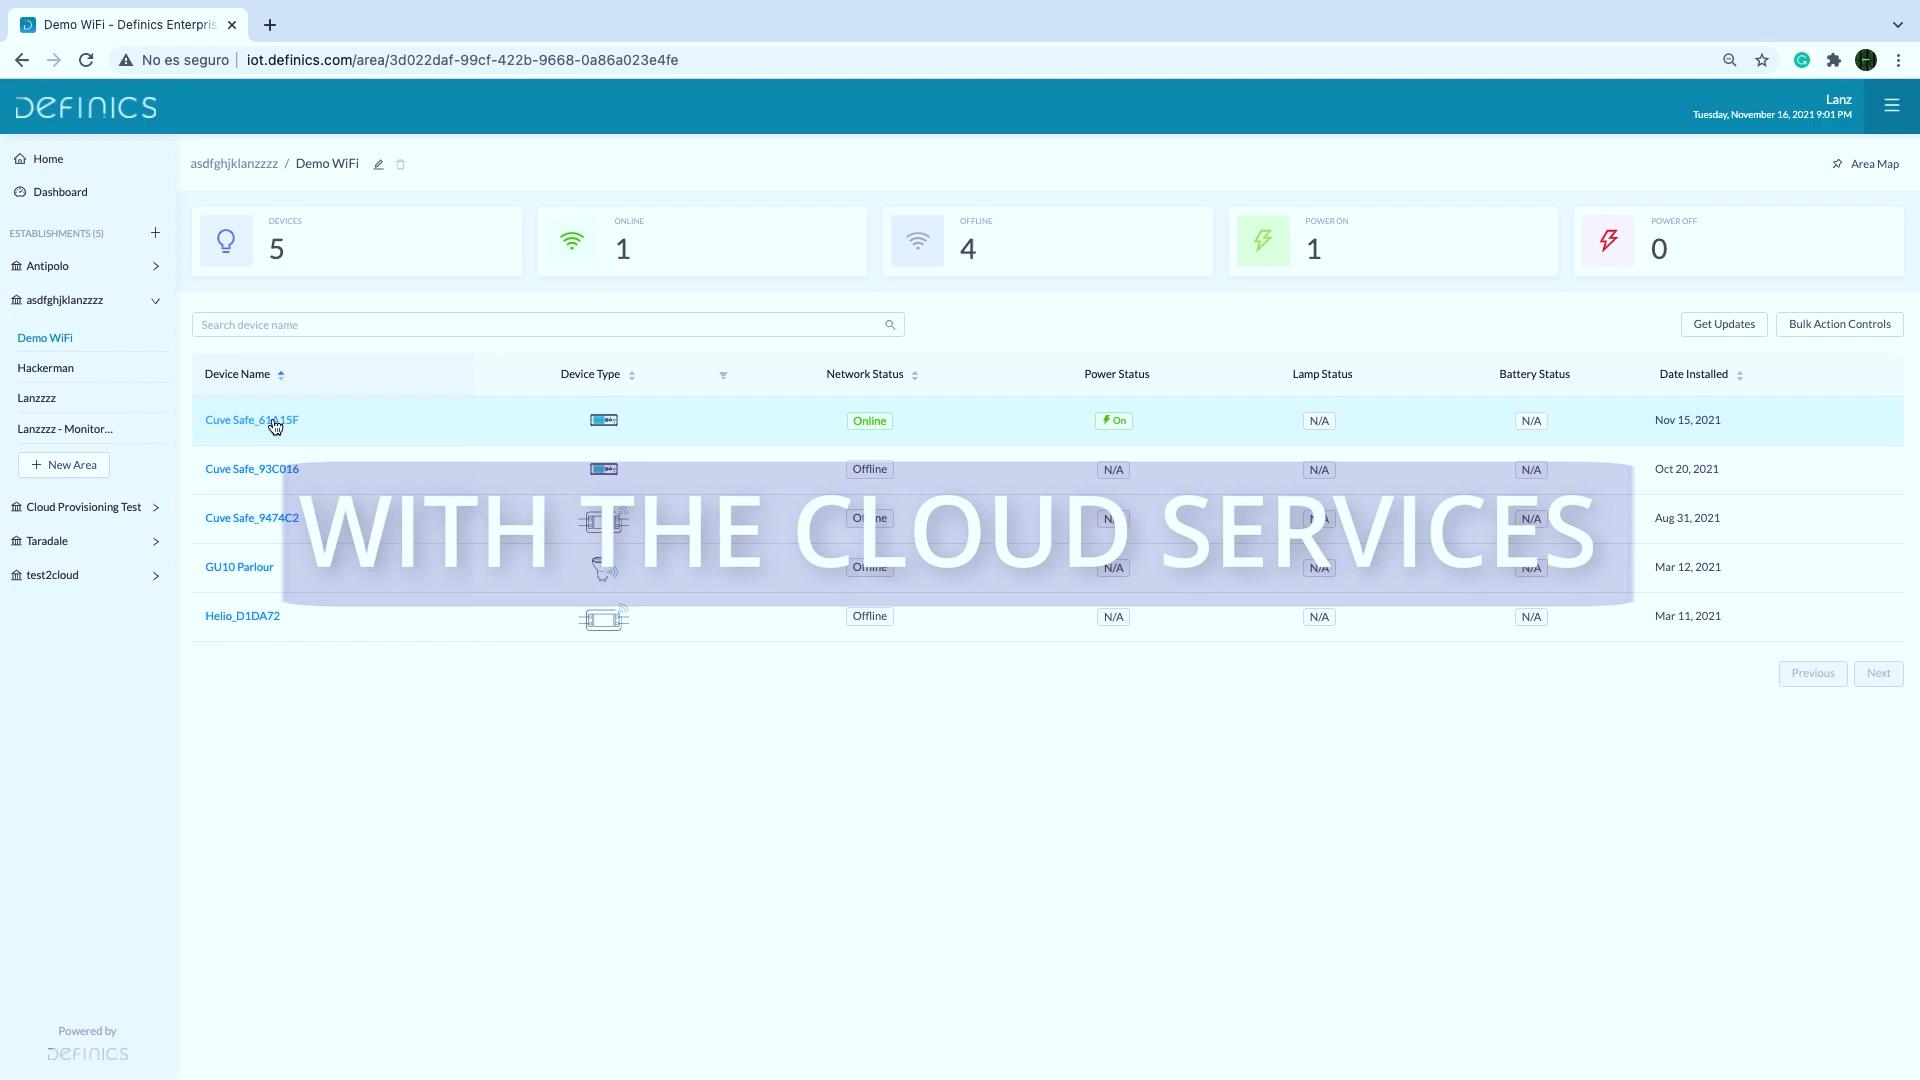 Demo WiFi - Definics Enterpris
No es seguro
iot.definics.com/area/3d022daf-99cf-422b-9668-0a86a023e4fe
DEFINICS
Lanz
Tuesday, November 16, 2021 9:01 PM
Home
Dashboard
ESTABLISHMENTS (5)
Antipolo
asdfghjklanzzzz
Demo WiFi
Hackerman
Lanzzzz
Lanzzzz - Monitor...
New Area
Cloud Provisioning Test
Taradale
test2cloud
Powered by
DEFINICS
asdfghjklanzzzz / Demo WiFi
Area Map
DEVICES
5
ONLINE
1
OFFLINE
4
POWER ON
1
POWER OFF
0
Search device name
Get Updates
Bulk Action Controls
Device Name Device Type Network Status Power Status Lamp Status Battery Status Date Installed
Cuve Safe_61A15F Online On N/A N/A Nov 15, 2021
Cuve Safe_93C016 Offline N/A N/A N/A Oct 20, 2021
Cuve Safe_9474C2 Offline N/A N/A N/A Aug 31, 2021
WITH THE CLOUD SERVICES
GU10 Parlour Offline N/A N/A N/A Mar 12, 2021
Helio_D1DA72 Offline N/A N/A N/A Mar 11, 2021
Previous
Next